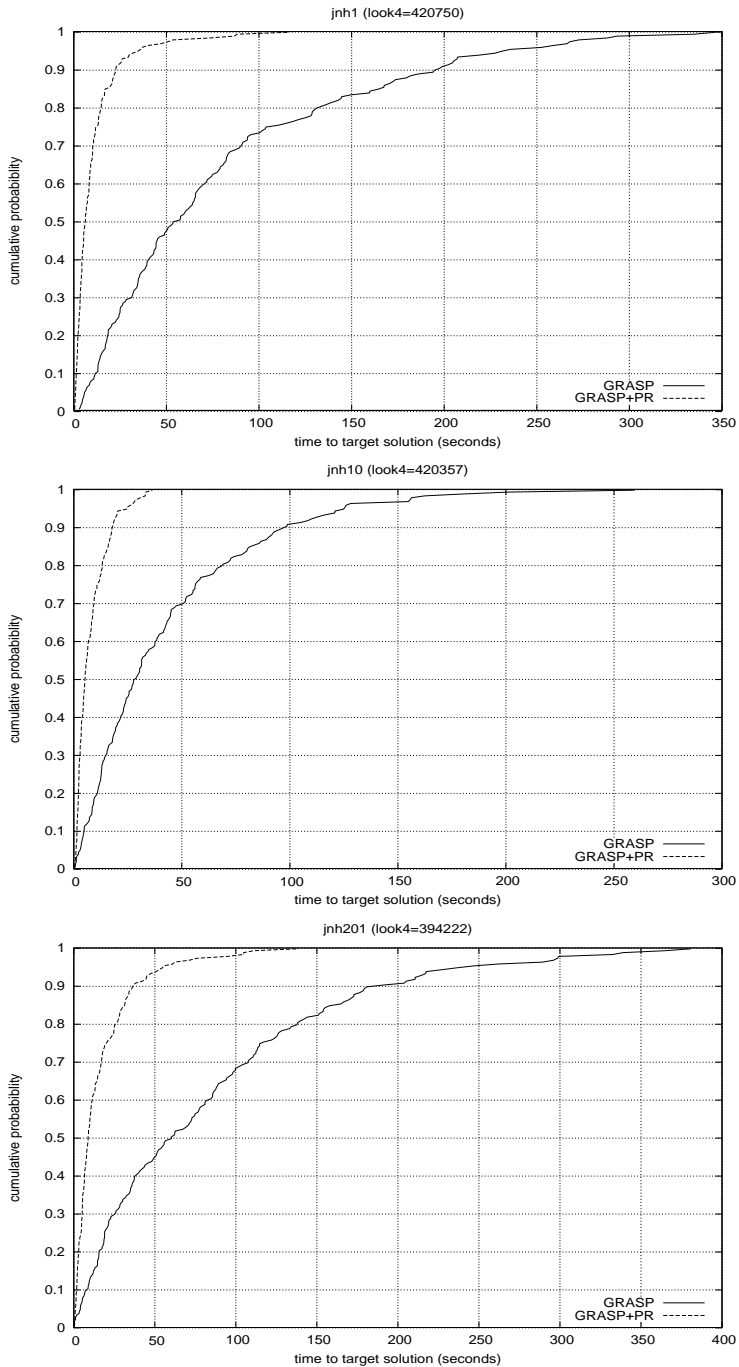 jnh1 (look4=420750)
1
0.9
0.8
0.7
0.6
0.5
0.4
0.3
0.2
0.1
0
cumulative probabiblity
GRASP
GRASP+PR
0 50 100 150 200 250 300 350
time to target solution (seconds)
jnh10 (look4=420357)
1
0.9
0.8
0.7
0.6
0.5
0.4
0.3
0.2
0.1
0
cumulative probabiblity
GRASP
GRASP+PR
0 50 100 150 200 250 300
time to target solution (seconds)
jnh201 (look4=394222)
1
0.9
0.8
0.7
0.6
0.5
0.4
0.3
0.2
0.1
0
cumulative probabiblity
GRASP
GRASP+PR
0 50 100 150 200 250 300 350 400
time to target solution (seconds)